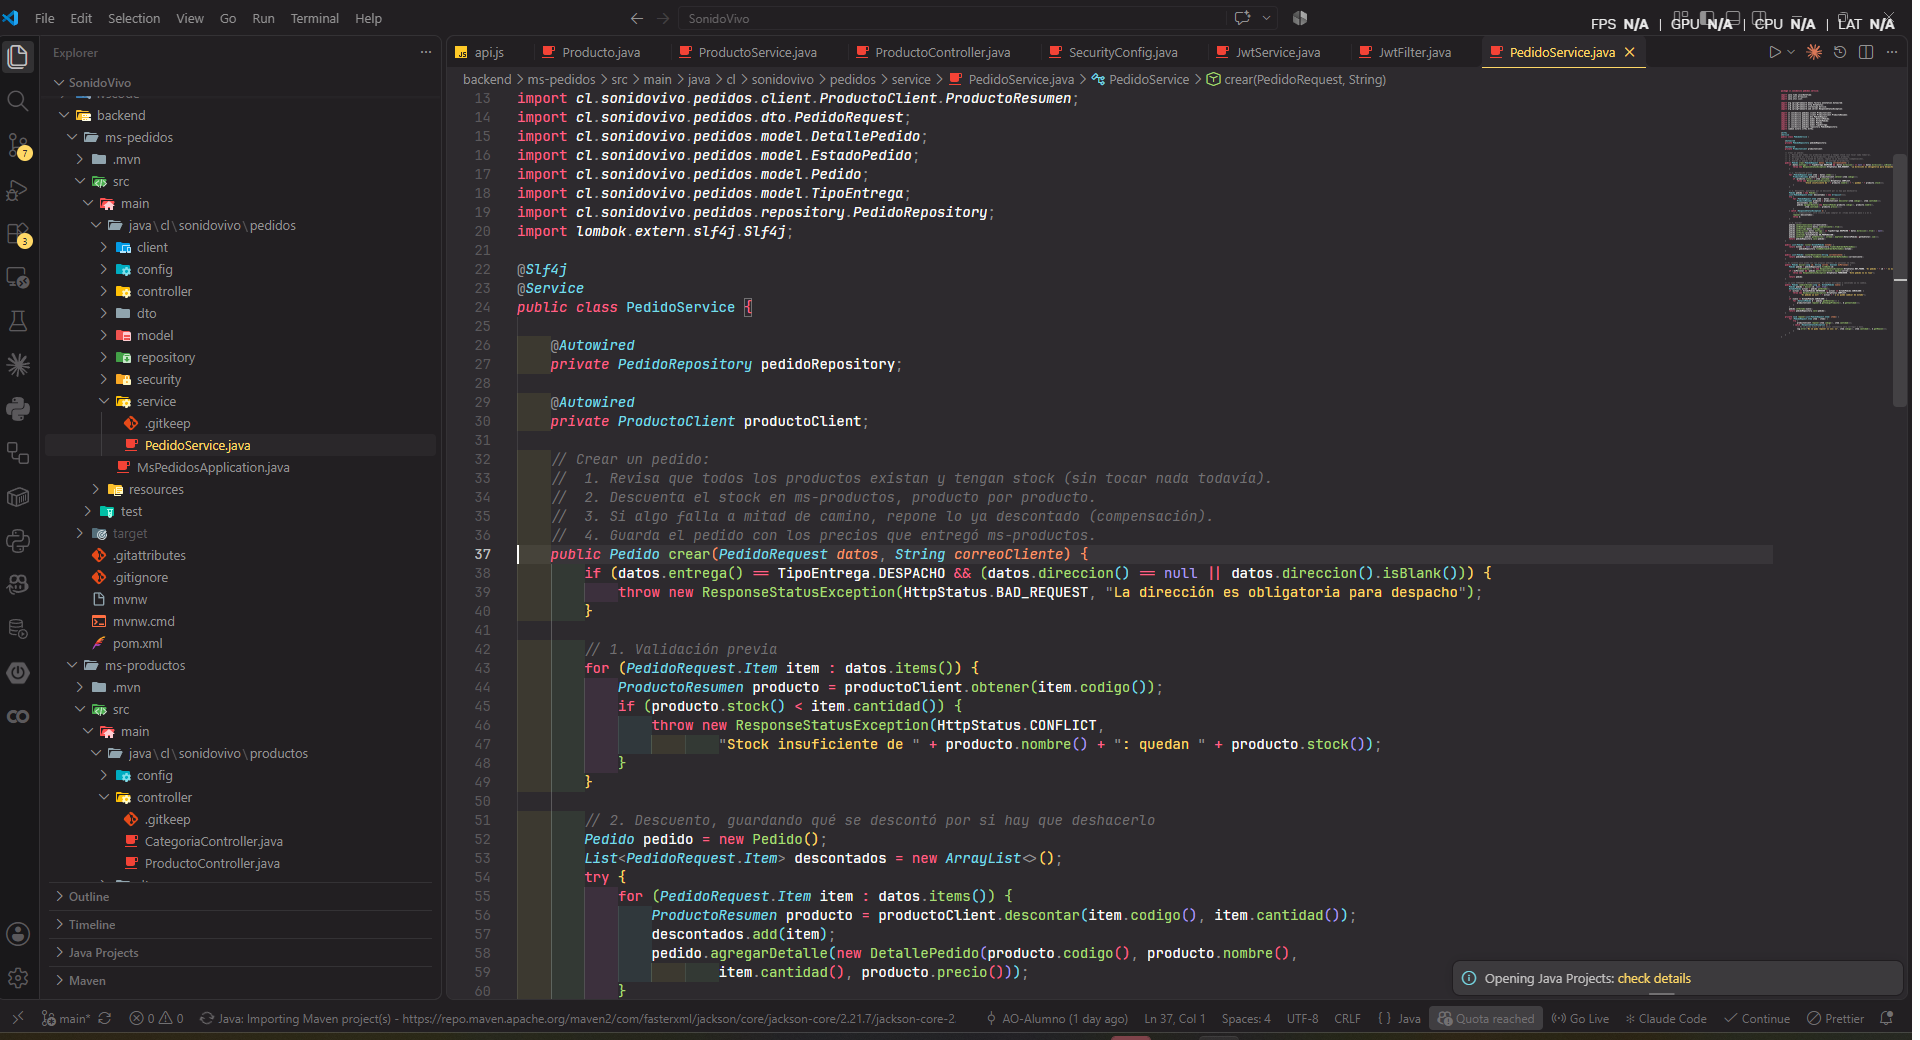 File Edit Selection View Go Run Terminal Help
SonidoVivo
FPS N/A | GPU N/A | CPU N/A | LAT N/A
Explorer
SonidoVivo
backend
ms-pedidos
.mvn
src
main
java\cl\sonidovivo\pedidos
client
config
controller
dto
model
repository
security
service
.gitkeep
PedidoService.java
MsPedidosApplication.java
resources
test
target
.gitattributes
.gitignore
mvnw
mvnw.cmd
pom.xml
ms-productos
.mvn
src
main
java\cl\sonidovivo\productos
config
controller
.gitkeep
CategoriaController.java
ProductoController.java
Outline
Timeline
Java Projects
Maven
7
3
api.js Producto.java ProductoService.java ProductoController.java SecurityConfig.java JwtService.java JwtFilter.java PedidoService.java
backend > ms-pedidos > src > main > java > cl > sonidovivo > pedidos > service > PedidoService.java > PedidoService > crear(PedidoRequest, String)
13 import cl.sonidovivo.pedidos.client.ProductoClient.ProductoResumen;
14 import cl.sonidovivo.pedidos.dto.PedidoRequest;
15 import cl.sonidovivo.pedidos.model.DetallePedido;
16 import cl.sonidovivo.pedidos.model.EstadoPedido;
17 import cl.sonidovivo.pedidos.model.Pedido;
18 import cl.sonidovivo.pedidos.model.TipoEntrega;
19 import cl.sonidovivo.pedidos.repository.PedidoRepository;
20 import lombok.extern.slf4j.Slf4j;
21
22 @Slf4j
23 @Service
24 public class PedidoService {
25
26 @Autowired
27 private PedidoRepository pedidoRepository;
28
29 @Autowired
30 private ProductoClient productoClient;
31
32 // Crear un pedido:
33 //  1. Revisa que todos los productos existan y tengan stock (sin tocar nada todavía).
34 //  2. Descuenta el stock en ms-productos, producto por producto.
35 //  3. Si algo falla a mitad de camino, repone lo ya descontado (compensación).
36 //  4. Guarda el pedido con los precios que entregó ms-productos.
37 public Pedido crear(PedidoRequest datos, String correoCliente) {
38 if (datos.entrega() == TipoEntrega.DESPACHO && (datos.direccion() == null || datos.direccion().isBlank())) {
39 throw new ResponseStatusException(HttpStatus.BAD_REQUEST, "La dirección es obligatoria para despacho");
40 }
41
42 // 1. Validación previa
43 for (PedidoRequest.Item item : datos.items()) {
44 ProductoResumen producto = productoClient.obtener(item.codigo());
45 if (producto.stock() < item.cantidad()) {
46 throw new ResponseStatusException(HttpStatus.CONFLICT,
47 "Stock insuficiente de " + producto.nombre() + ": quedan " + producto.stock());
48 }
49 }
50
51 // 2. Descuento, guardando qué se descontó por si hay que deshacerlo
52 Pedido pedido = new Pedido();
53 List<PedidoRequest.Item> descontados = new ArrayList<>();
54 try {
55 for (PedidoRequest.Item item : datos.items()) {
56 ProductoResumen producto = productoClient.descontar(item.codigo(), item.cantidad());
57 descontados.add(item);
58 pedido.agregarDetalle(new DetallePedido(producto.codigo(), producto.nombre(),
59 item.cantidad(), producto.precio()));
60 }
Opening Java Projects: check details
main* 0 0 Java: Importing Maven project(s) - https://repo.maven.apache.org/maven2/com/fasterxml/jackson/core/jackson-core/2.21.7/jackson-core-2 AO-Alumno (1 day ago) Ln 37, Col 1 Spaces: 4 UTF-8 CRLF { } Java Quota reached Go Live Claude Code Continue Prettier